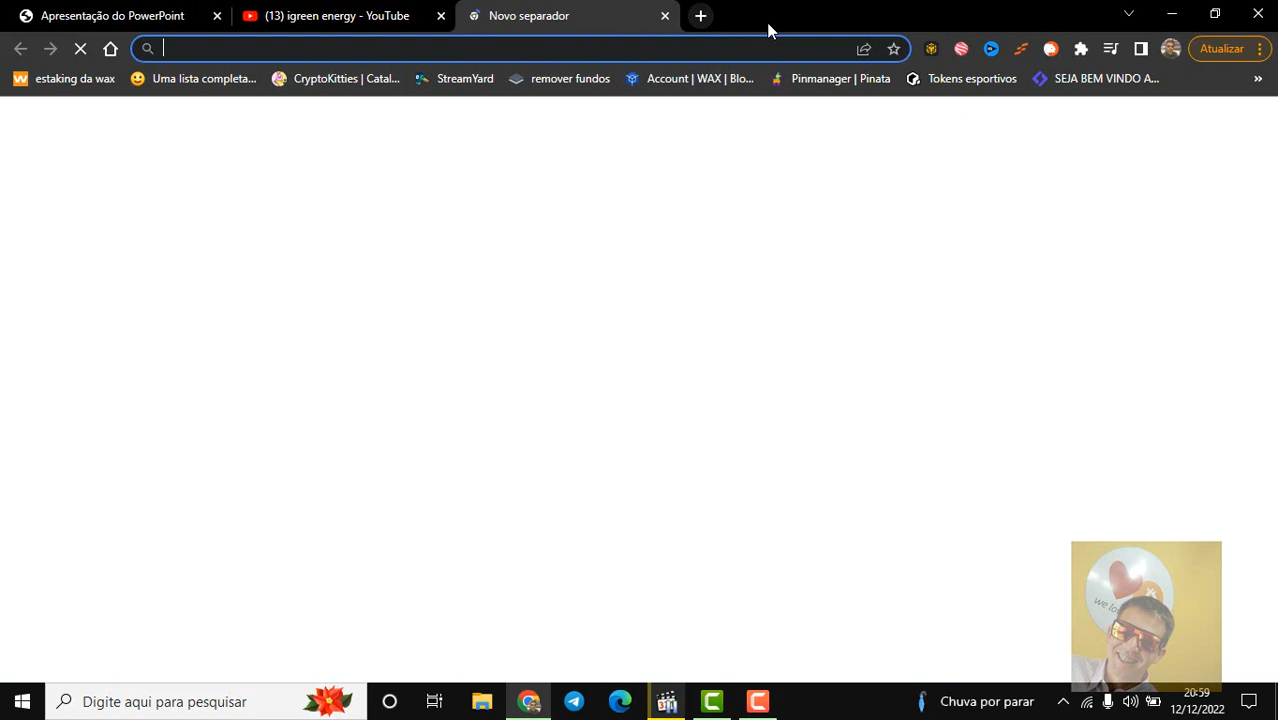 Apresentação do PowerPoint
(13) igreen energy - YouTube
Novo separador
Atualizar
estaking da wax
Uma lista completa...
CryptoKitties | Catal...
StreamYard
remover fundos
Account | WAX | Blo...
Pinmanager | Pinata
Tokens esportivos
SEJA BEM VINDO A...
we lo
Digite aqui para pesquisar
Chuva por parar
20:59
12/12/2022